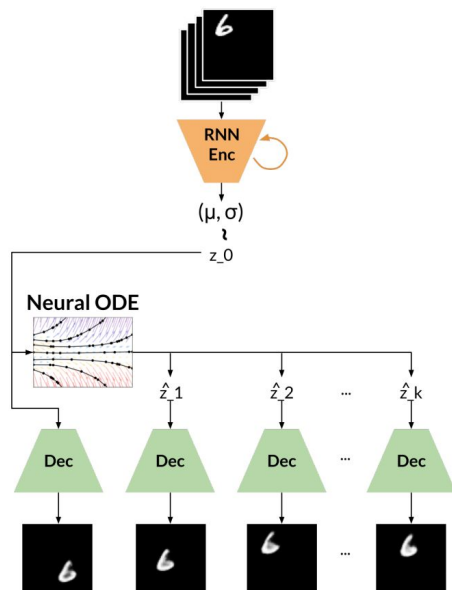 6
RNN
Enc
(μ, σ)
~
z_0
Neural ODE
ẑ_1 ẑ_2 ... ẑ_k
Dec Dec Dec ... Dec
6 6 6 ... 6